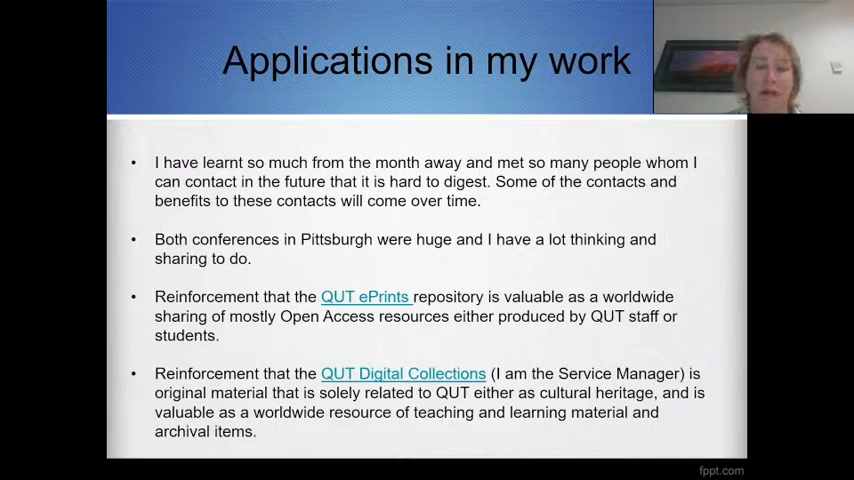 Applications in my work
• I have learnt so much from the month away and met so many people whom I
can contact in the future that it is hard to digest. Some of the contacts and
benefits to these contacts will come over time.
• Both conferences in Pittsburgh were huge and I have a lot thinking and
sharing to do.
• Reinforcement that the QUT ePrints repository is valuable as a worldwide
sharing of mostly Open Access resources either produced by QUT staff or
students.
• Reinforcement that the QUT Digital Collections (I am the Service Manager) is
original material that is solely related to QUT either as cultural heritage, and is
valuable as a worldwide resource of teaching and learning material and
archival items.
fppt.com